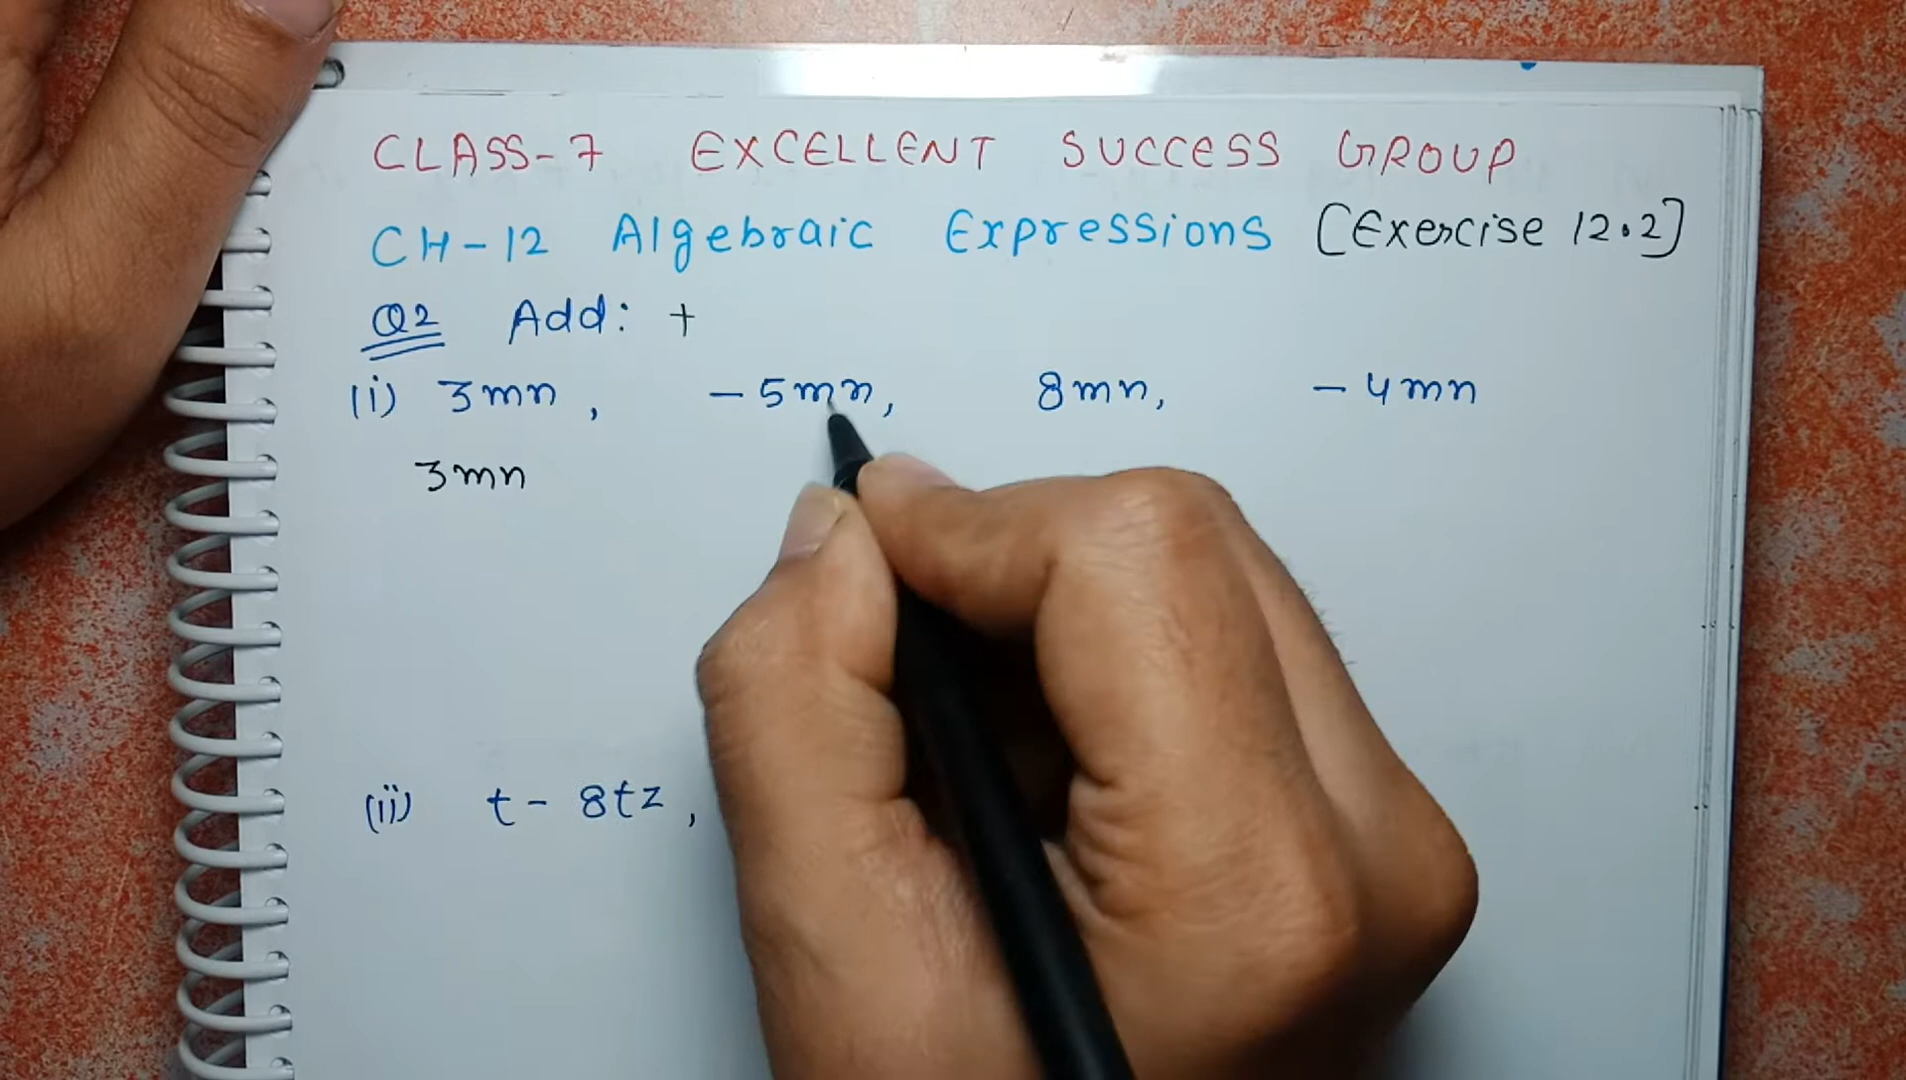 CLASS-7 EXCELLENT SUCCESS GROUP
CH-12 Algebraic Expressions [Exercise 12.2]
Q2 Add: +
(i) 3mn, -5mn, 8mn, -4mn
3mn
(ii) t - 8tz,